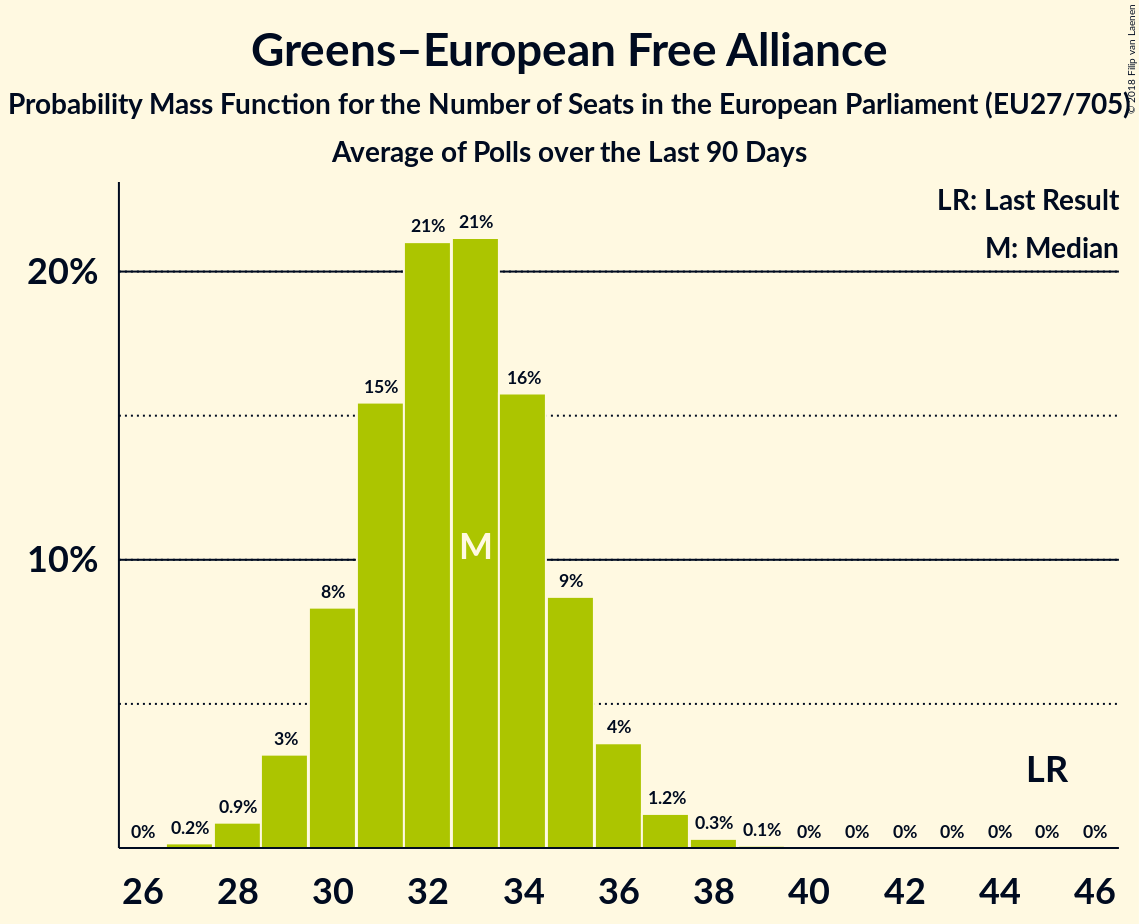 Greens–European Free Alliance
Probability Mass Function for the Number of Seats in the European Parliament (EU27/705)
Average of Polls over the Last 90 Days
© 2018 Filip van Laenen
LR: Last Result
M: Median
20%
10%
0%
0.2%
0.9%
3%
8%
15%
21%
21%
16%
9%
4%
1.2%
0.3%
0.1%
0%
0%
0%
0%
0%
0%
0%
M
LR
26 28 30 32 34 36 38 40 42 44 46